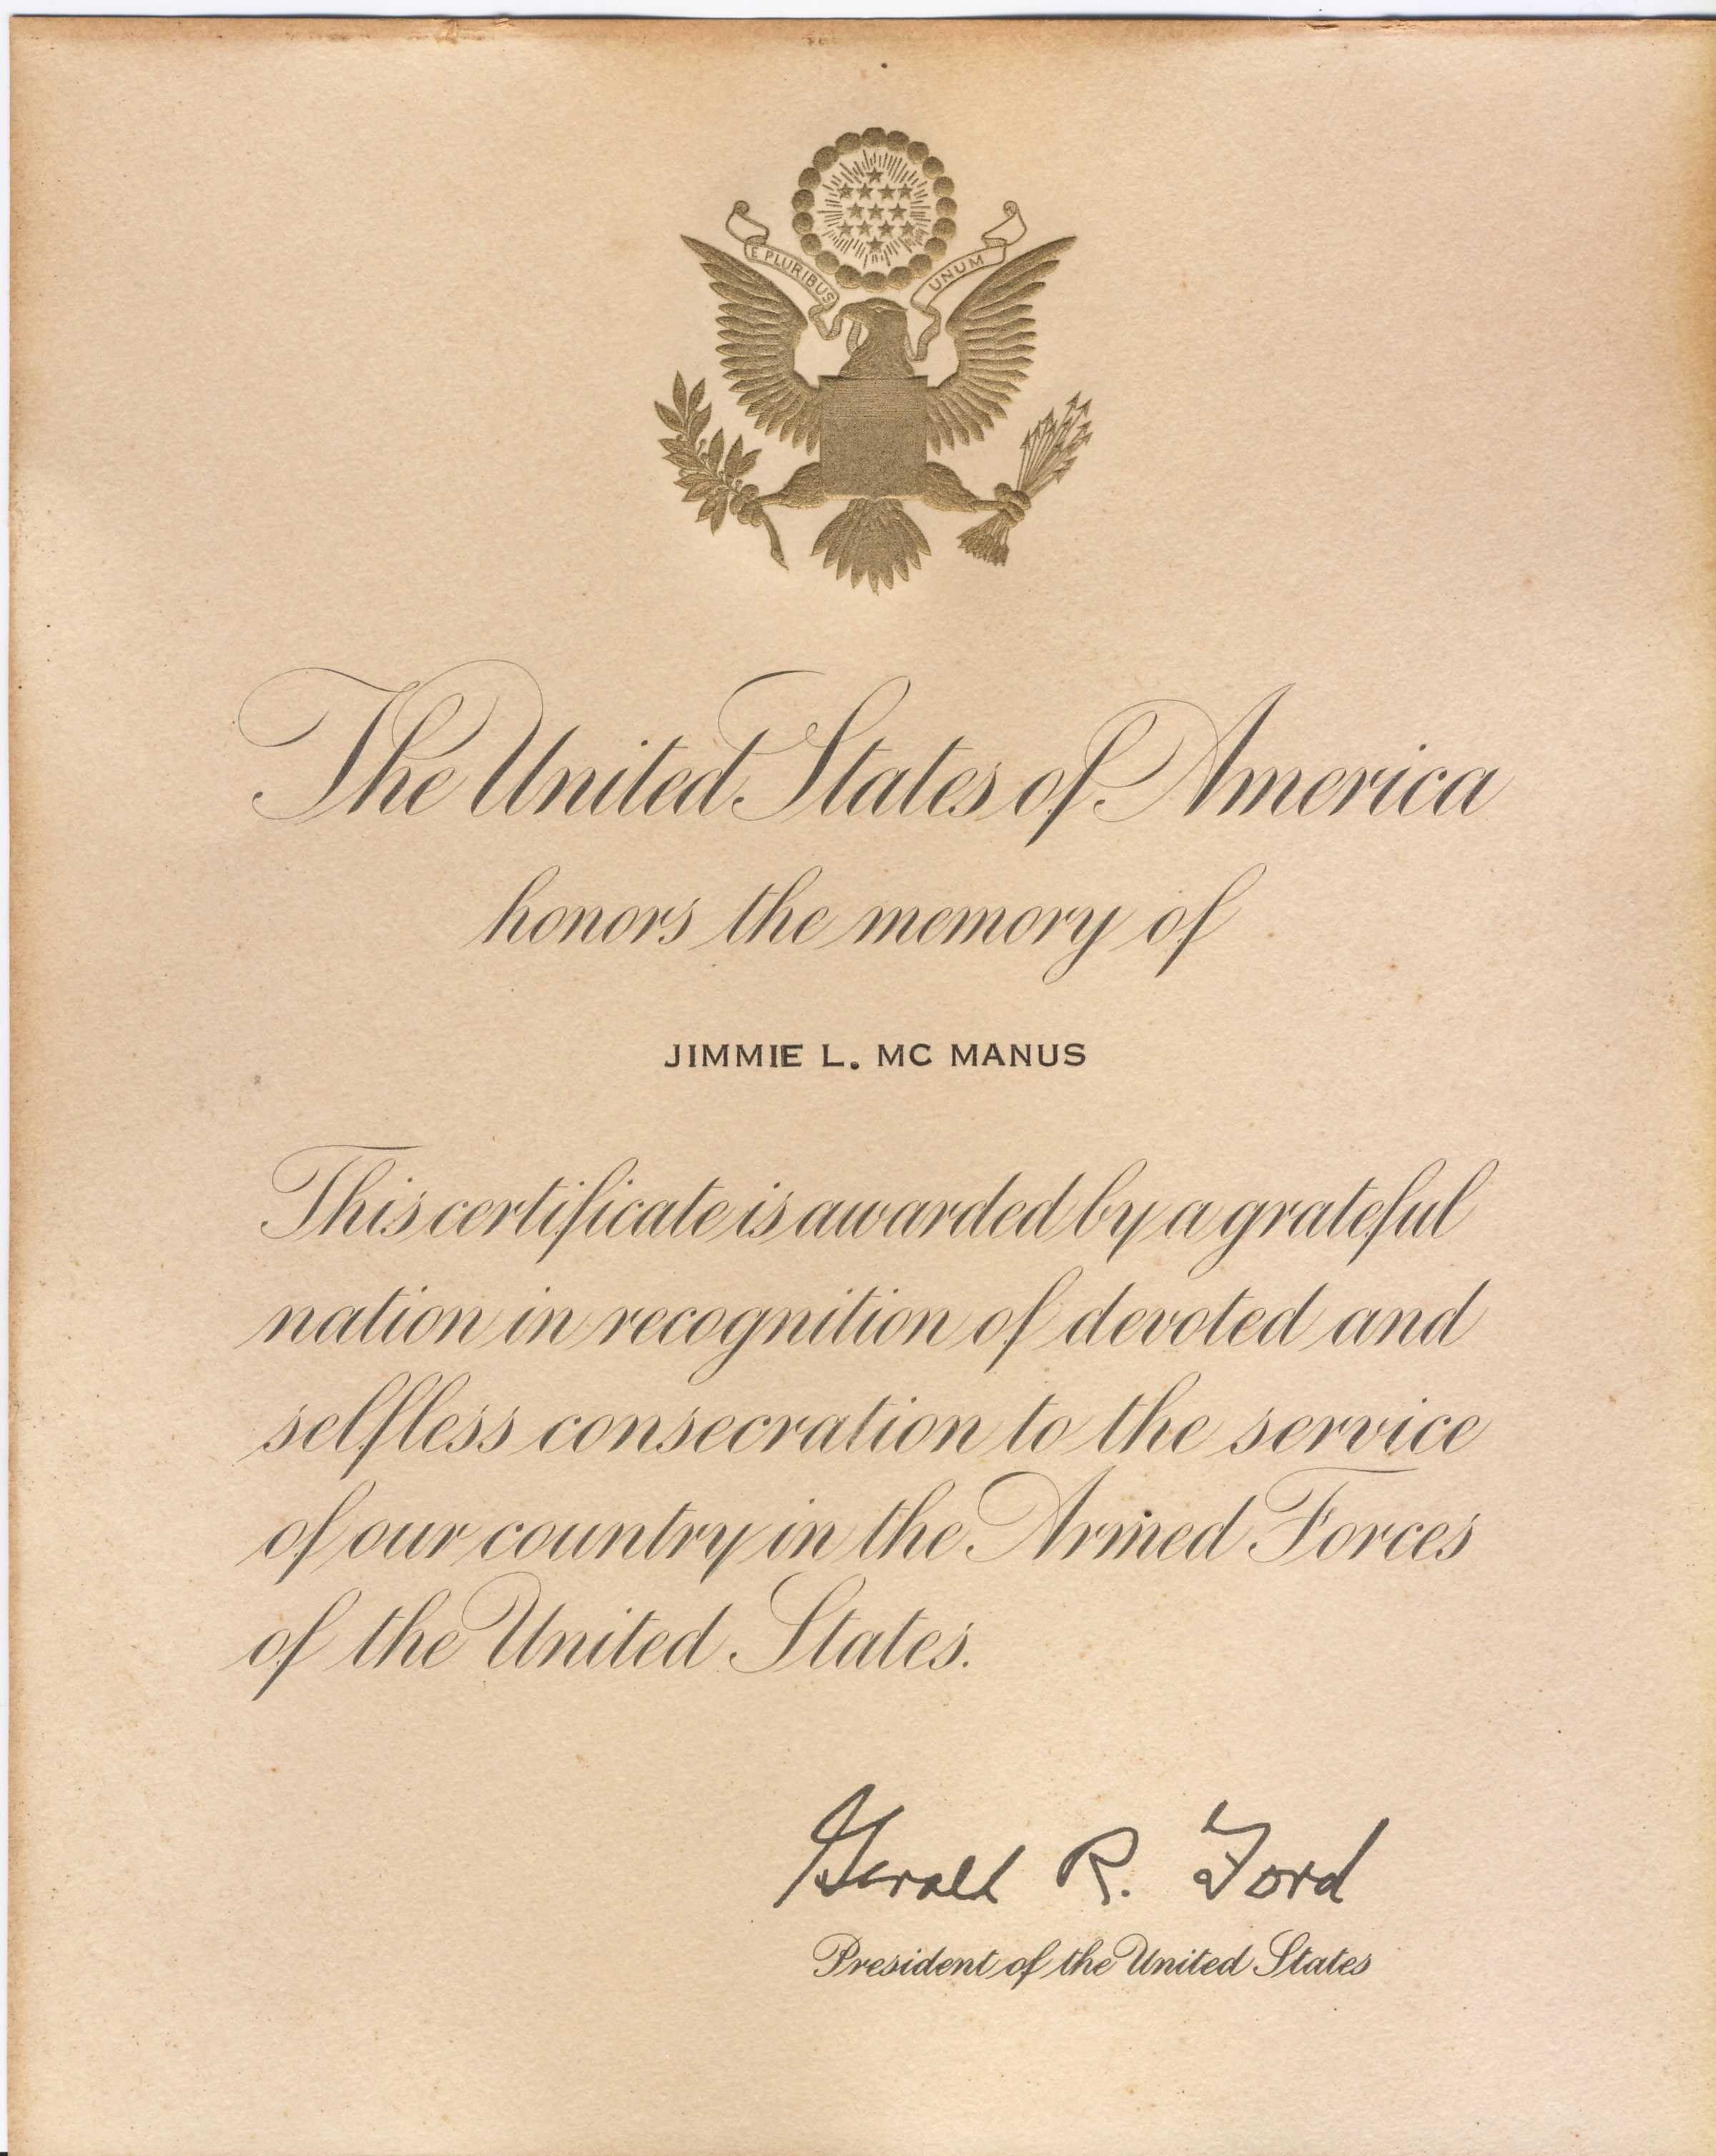 E PLURIBUS UNUM
The United States of America
honors the memory of
JIMMIE L. MC MANUS
This certificate is awarded by a grateful
nation in recognition of devoted and
selfless consecration to the service
of our country in the Armed Forces
of the United States.
Gerald R. Ford
President of the United States